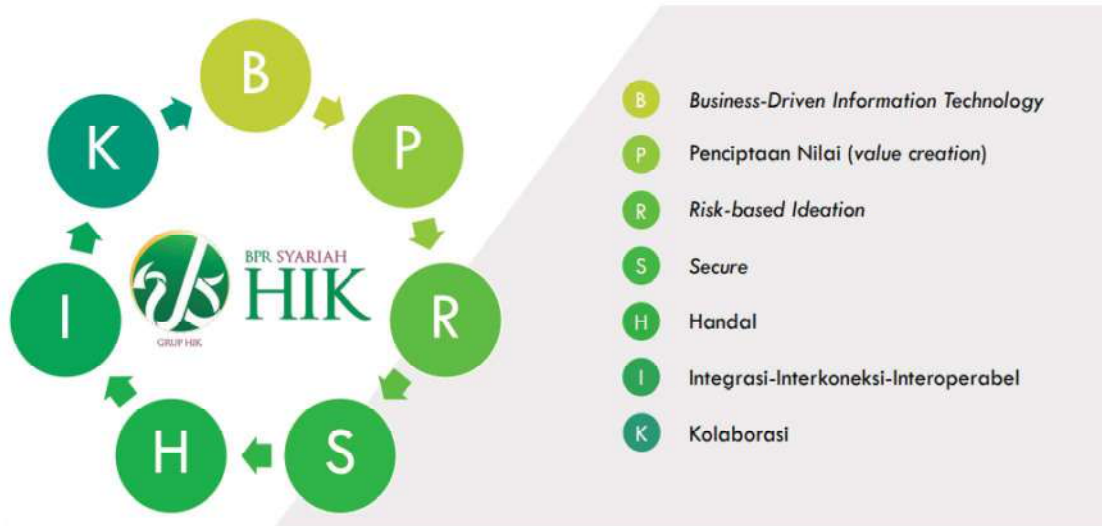 B
P
R
S
H
I
K
BPR SYARIAH
HIK
GRUP HIK
B Business-Driven Information Technology
P Penciptaan Nilai (value creation)
R Risk-based Ideation
S Secure
H Handal
I Integrasi-Interkoneksi-Interoperabel
K Kolaborasi